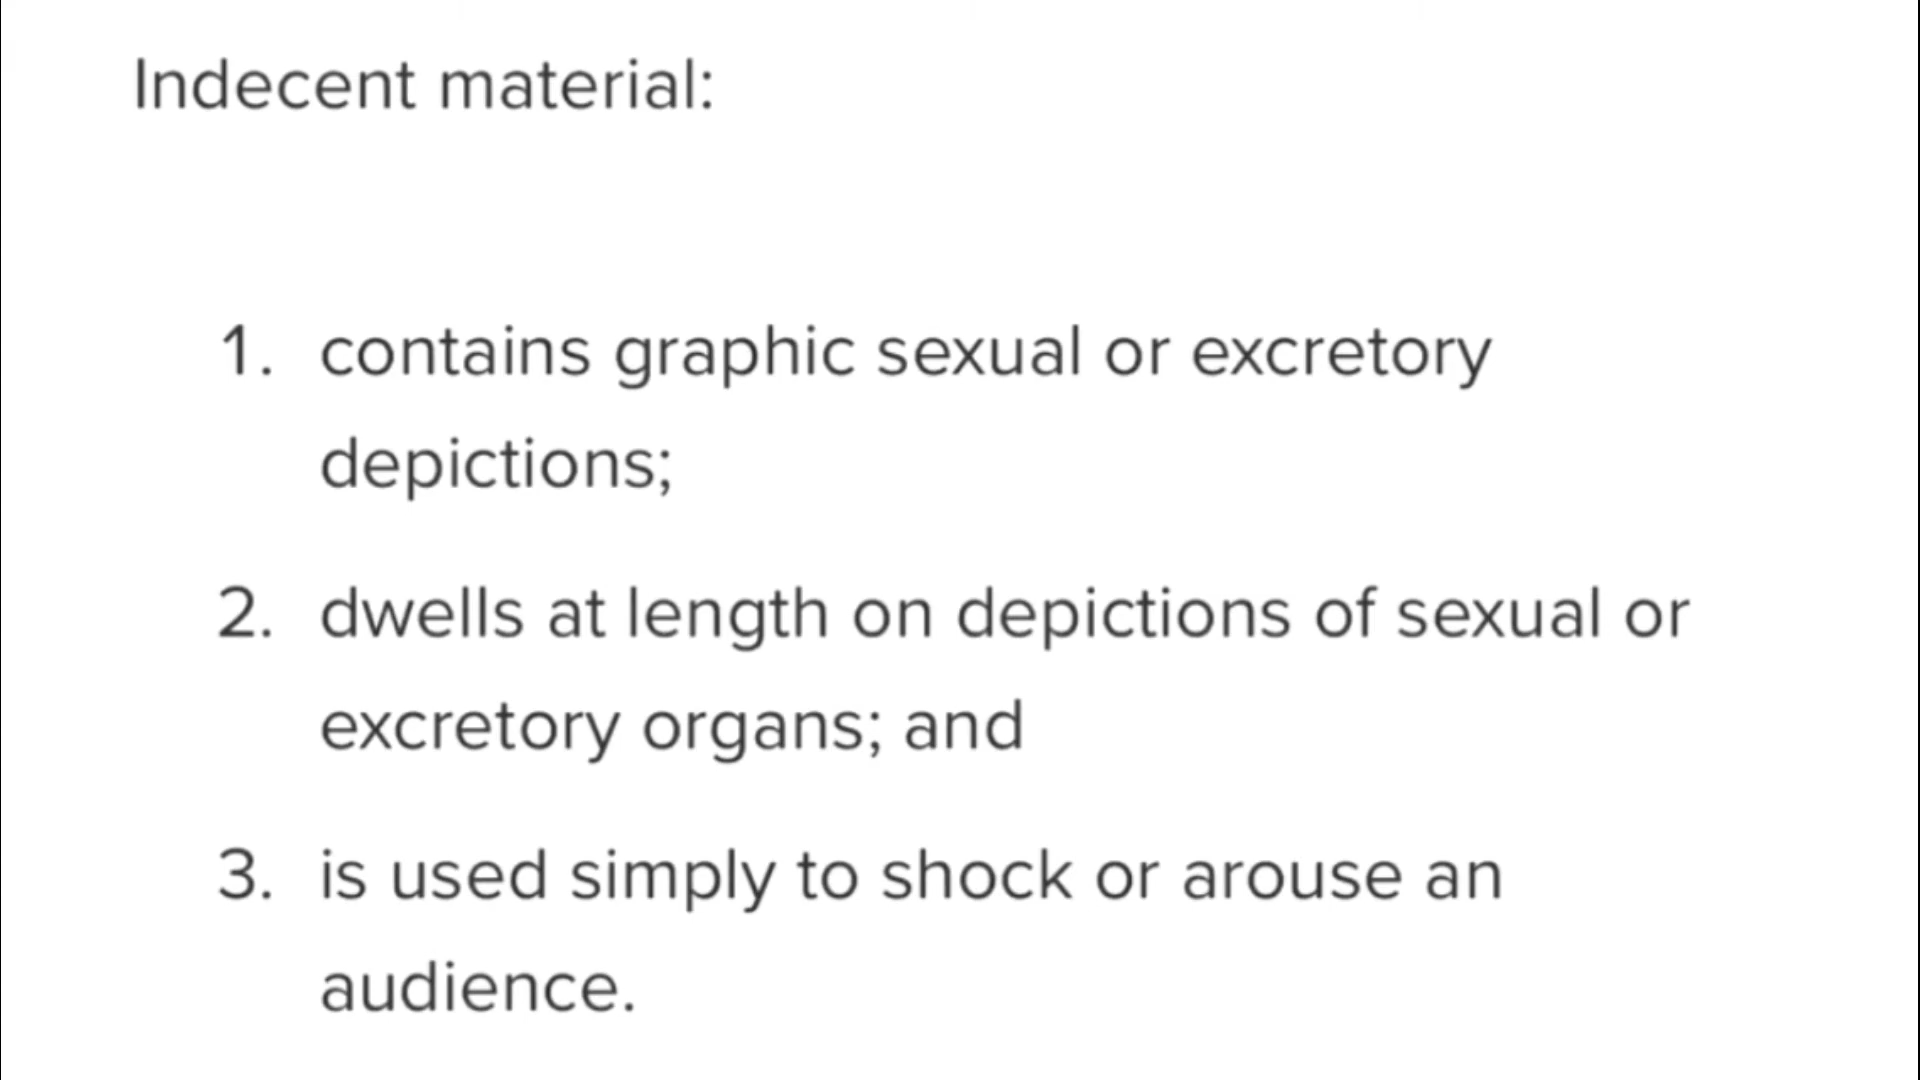 Indecent material:
1. contains graphic sexual or excretory
depictions;
2. dwells at length on depictions of sexual or
excretory organs; and
3. is used simply to shock or arouse an
audience.